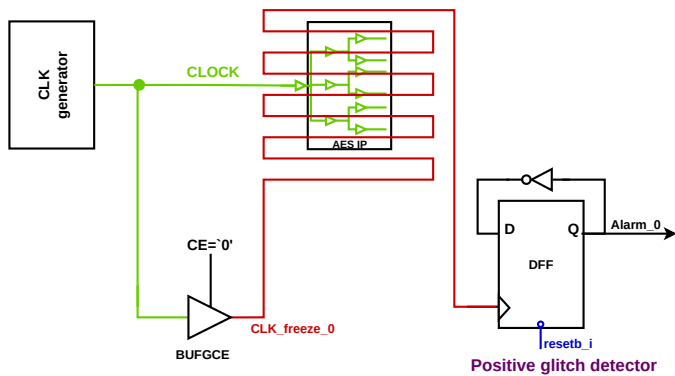 CLK
generator
CLOCK
AES IP
CE=`0'
BUFGCE
CLK_freeze_0
D
Q
DFF
Alarm_0
resetb_i
Positive glitch detector